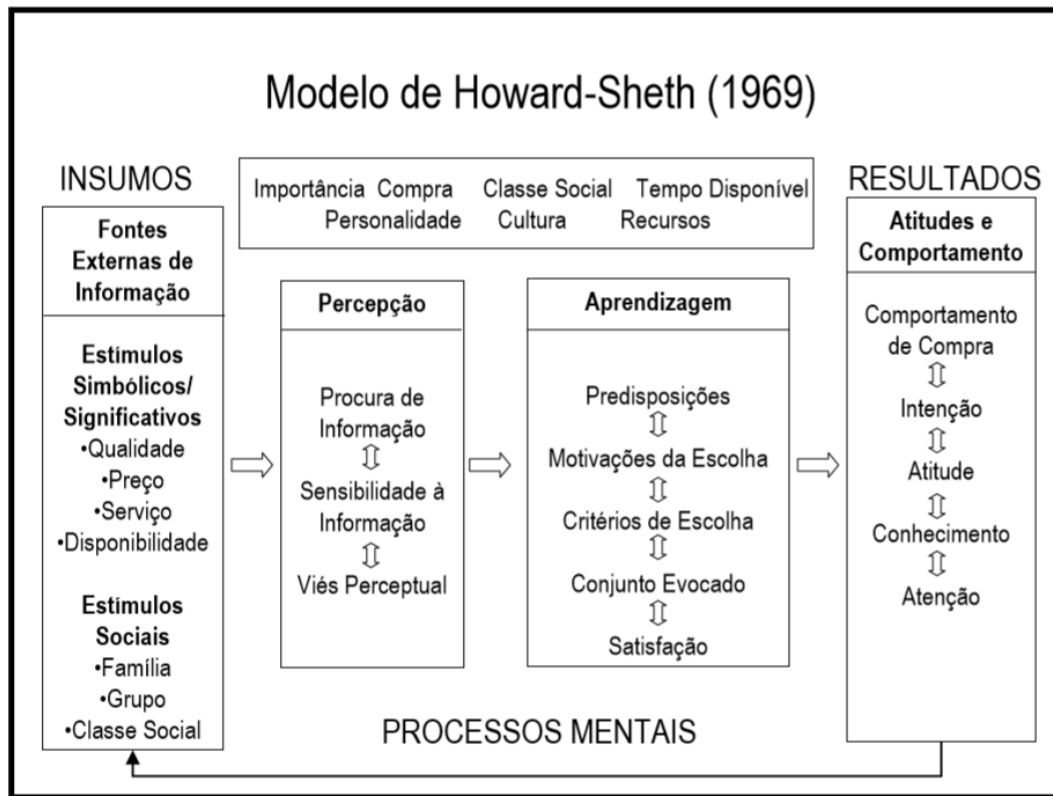 Modelo de Howard-Sheth (1969)
INSUMOS
Fontes
Externas de
Informação
Estímulos
Simbólicos/
Significativos
•Qualidade
•Preço
•Serviço
•Disponibilidade
Estímulos
Sociais
•Família
•Grupo
•Classe Social
Importância Compra Classe Social Tempo Disponível
Personalidade Cultura Recursos
Percepção
Procura de
Informação
Sensibilidade à
Informação
Viés Perceptual
Aprendizagem
Predisposições
Motivações da Escolha
Critérios de Escolha
Conjunto Evocado
Satisfação
RESULTADOS
Atitudes e
Comportamento
Comportamento
de Compra
Intenção
Atitude
Conhecimento
Atenção
PROCESSOS MENTAIS